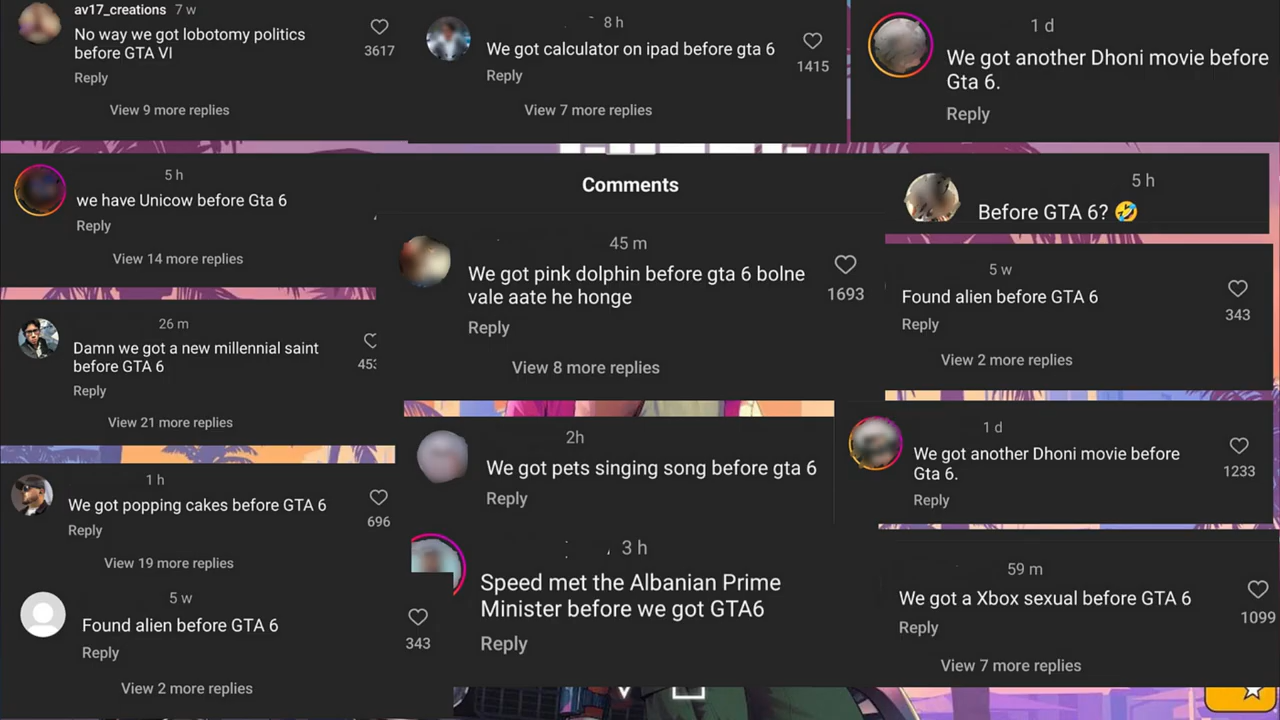 av17_creations 7 w
No way we got lobotomy politics
before GTA VI
3617
Reply
View 9 more replies
8 h
We got calculator on ipad before gta 6
1415
Reply
View 7 more replies
1 d
We got another Dhoni movie before
Gta 6.
Reply
5 h
we have Unicow before Gta 6
Reply
View 14 more replies
26 m
Damn we got a new millennial saint
before GTA 6
453
Reply
View 21 more replies
1 h
We got popping cakes before GTA 6
696
Reply
View 19 more replies
5 w
Found alien before GTA 6
343
Reply
View 2 more replies
Comments
45 m
We got pink dolphin before gta 6 bolne
vale aate he honge
1693
Reply
View 8 more replies
2h
We got pets singing song before gta 6
Reply
3 h
Speed met the Albanian Prime
Minister before we got GTA6
Reply
5 h
Before GTA 6? 🤣
5 w
Found alien before GTA 6
343
Reply
View 2 more replies
1 d
We got another Dhoni movie before
Gta 6.
1233
Reply
59 m
We got a Xbox sexual before GTA 6
1099
Reply
View 7 more replies